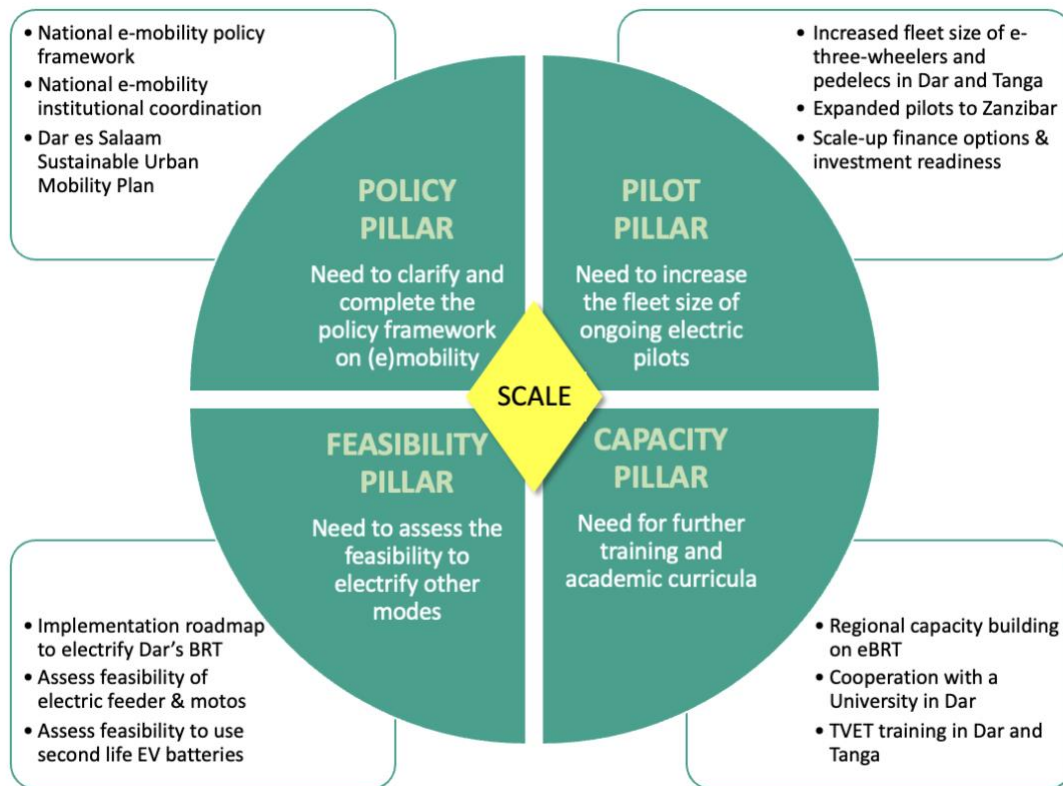 • National e-mobility policy
framework
• National e-mobility
institutional coordination
• Dar es Salaam
Sustainable Urban
Mobility Plan
• Increased fleet size of e-
three-wheelers and
pedelecs in Dar and Tanga
• Expanded pilots to Zanzibar
• Scale-up finance options &
investment readiness
POLICY
PILLAR
Need to clarify and
complete the
policy framework
on (e)mobility
PILOT
PILLAR
Need to increase
the fleet size of
ongoing electric
pilots
SCALE
FEASIBILITY
PILLAR
Need to assess the
feasibility to
electrify other
modes
CAPACITY
PILLAR
Need for further
training and
academic curricula
• Implementation roadmap
to electrify Dar's BRT
• Assess feasibility of
electric feeder & motos
• Assess feasibility to use
second life EV batteries
• Regional capacity building
on eBRT
• Cooperation with a
University in Dar
• TVET training in Dar and
Tanga